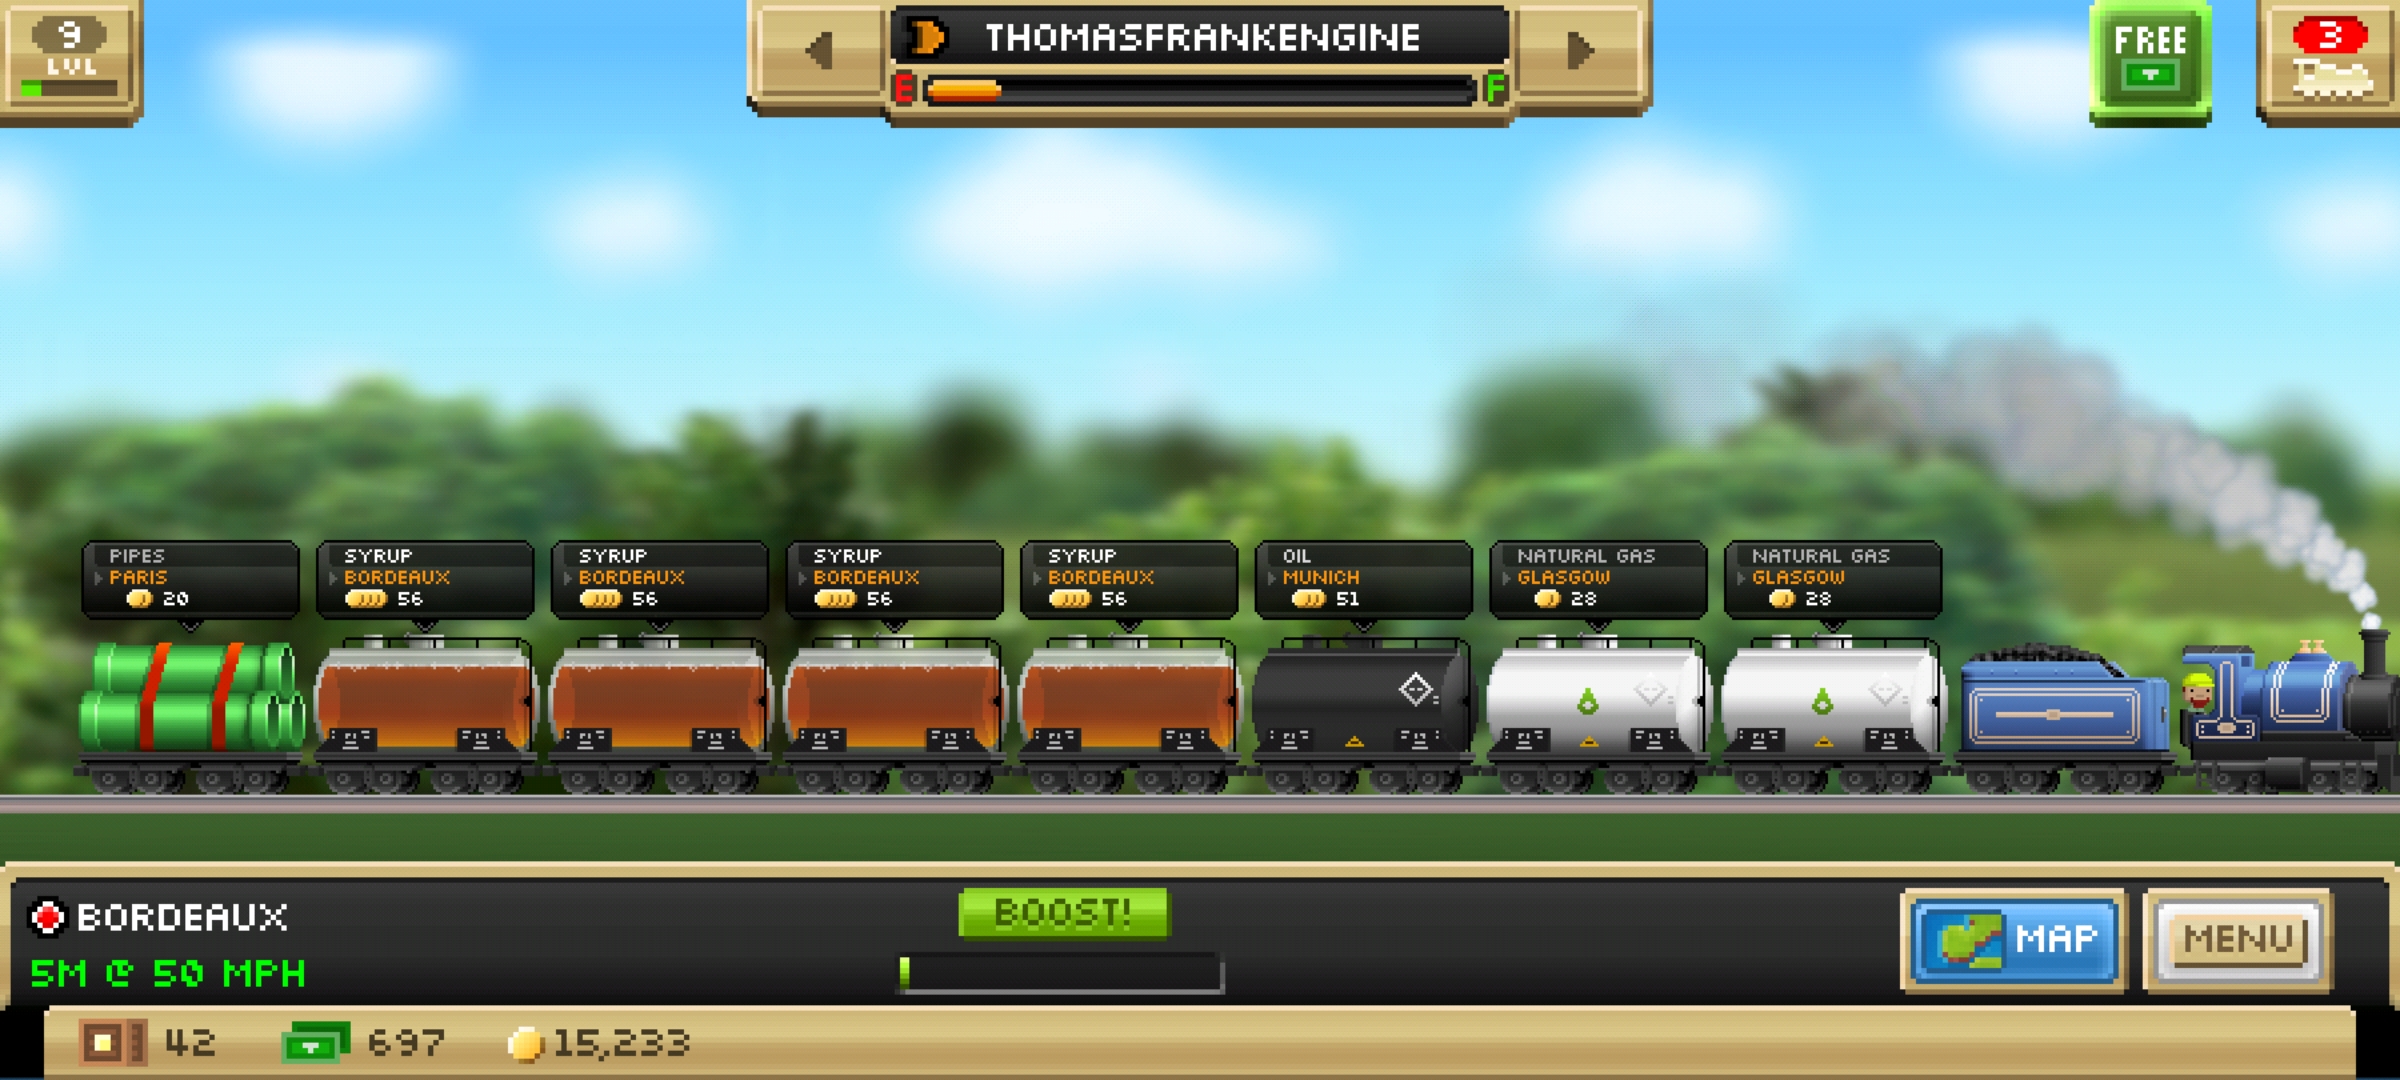 9
LVL
THOMASFRANKENGINE
E
F
FREE
3
PIPES
PARIS
20
SYRUP
BORDEAUX
56
SYRUP
BORDEAUX
56
SYRUP
BORDEAUX
56
SYRUP
BORDEAUX
56
OIL
MUNICH
51
NATURAL GAS
GLASGOW
28
NATURAL GAS
GLASGOW
28
BORDEAUX
5M @ 50 MPH
BOOST!
MAP
MENU
42
697
15,233